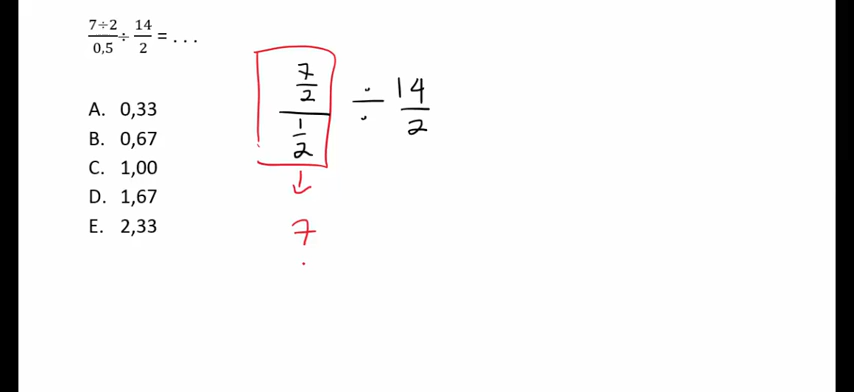 7÷2/0,5 ÷ 14/2 = . . .
A. 0,33
B. 0,67
C. 1,00
D. 1,67
E. 2,33
7/2
1/2
÷ 14/2
7